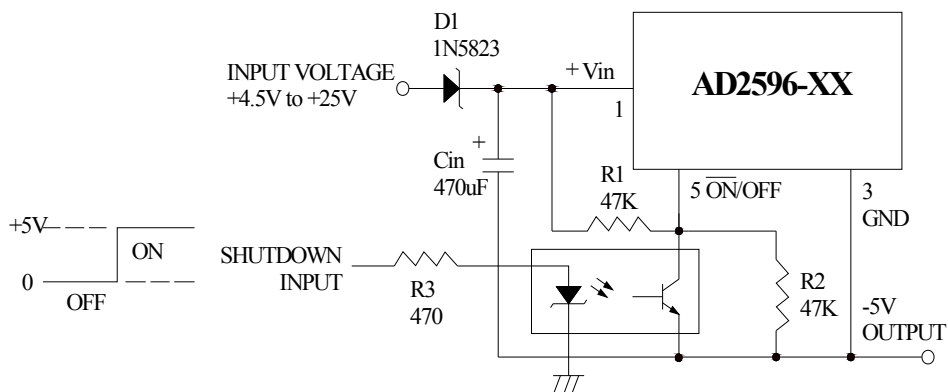 D1
1N5823
INPUT VOLTAGE
+4.5V to +25V
+Vin
1
AD2596-XX
+
Cin
470uF
R1
47K
5 ON/OFF
3
GND
+5V
ON
0
OFF
SHUTDOWN
INPUT
R3
470
R2
47K
-5V
OUTPUT